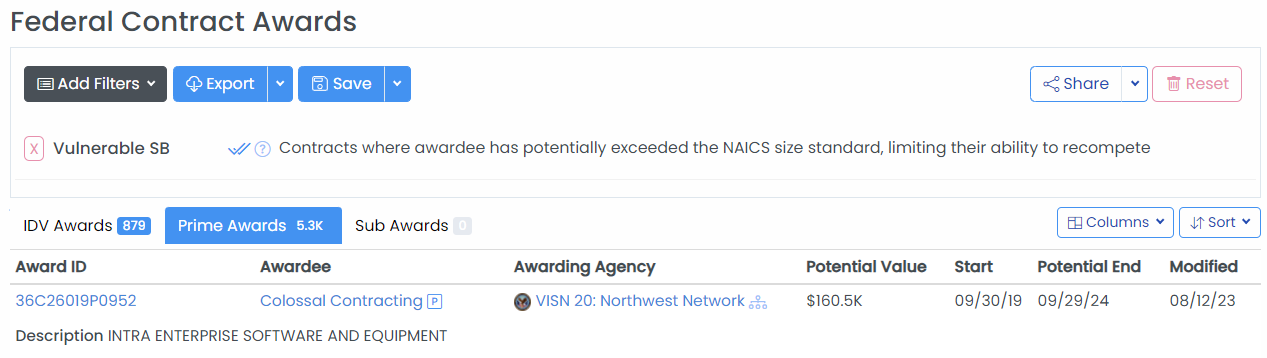 Federal Contract Awards
Add Filters Export Save Share Reset
X Vulnerable SB ? Contracts where awardee has potentially exceeded the NAICS size standard, limiting their ability to recompete
IDV Awards 879 Prime Awards 5.3K Sub Awards 0 Columns Sort
Award ID Awardee Awarding Agency Potential Value Start Potential End Modified
36C26019P0952 Colossal Contracting P VISN 20: Northwest Network $160.5K 09/30/19 09/29/24 08/12/23
Description INTRA ENTERPRISE SOFTWARE AND EQUIPMENT